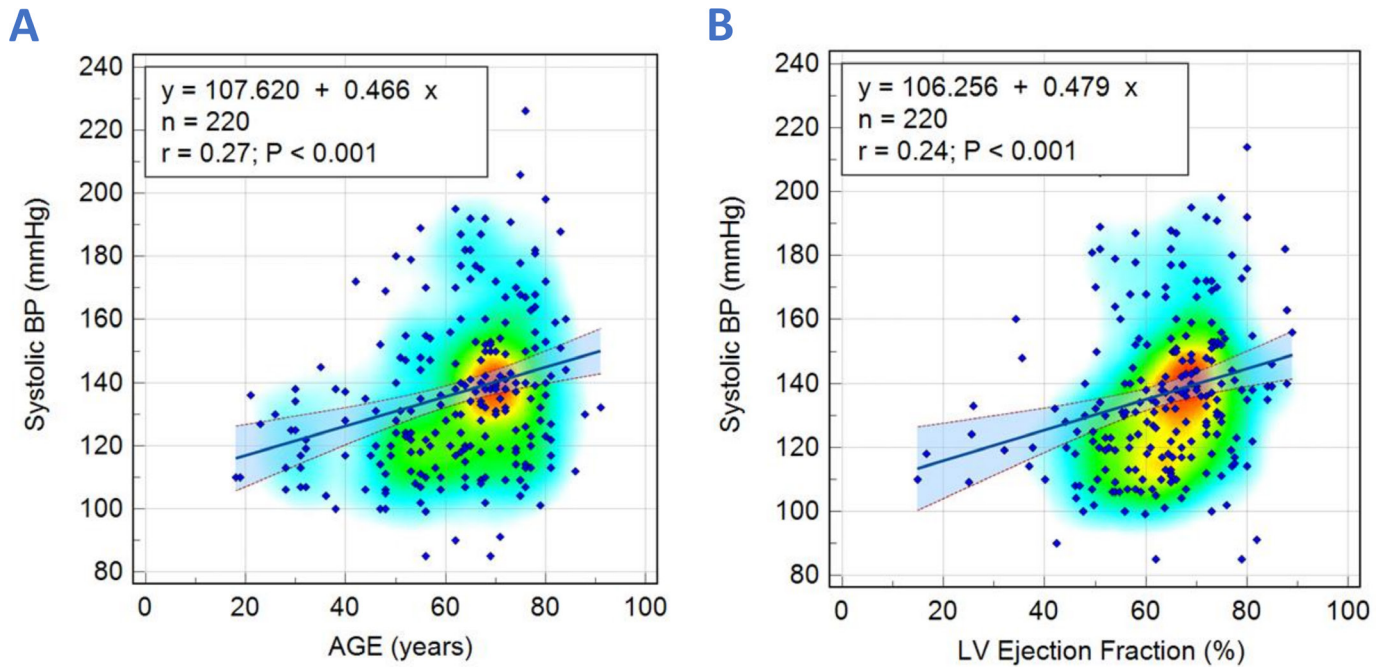 A
240
220
200
180
160
140
120
100
80
Systolic BP (mmHg)
y = 107.620 + 0.466 x
n = 220
r = 0.27; P < 0.001
0 20 40 60 80 100
AGE (years)
B
240
220
200
180
160
140
120
100
80
Systolic BP (mmHg)
y = 106.256 + 0.479 x
n = 220
r = 0.24; P < 0.001
0 20 40 60 80 100
LV Ejection Fraction (%)